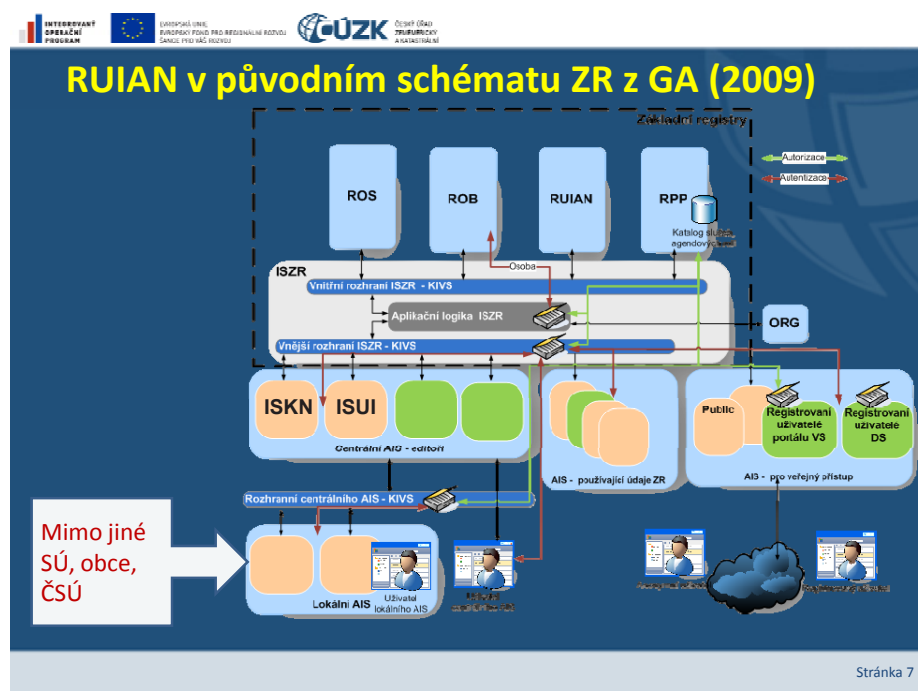 INTEGROVANÝ
OPERAČNÍ
PROGRAM
EVROPSKÁ UNIE
EVROPSKÝ FOND PRO REGIONÁLNÍ ROZVOJ
ŠANCE PRO VÁŠ ROZVOJ
ČÚZK
ČESKÝ ÚŘAD
ZEMĚMĚŘICKÝ
A KATASTRÁLNÍ
RUIAN v původním schématu ZR z GA (2009)
Základní registry
Autorizace
Autentizace
ROS
ROB
RUIAN
RPP
Katalog služeb,
agendových
Osoba
ISZR
Vnitřní rozhraní ISZR - KIVS
Aplikační logika ISZR
ORG
Vnější rozhraní ISZR - KIVS
ISKN
ISUI
Public
Registrovaní
uživatelé
portálu VS
Registrovaní
uživatelé
DS
Centrální AIS - editoři
AIS - používající údaje ZR
AIS - pro veřejný přístup
Rozhranní centrálního AIS - KIVS
Mimo jiné
SÚ, obce,
ČSÚ
Uživatel
lokálního AIS
Lokální AIS
Stránka 7